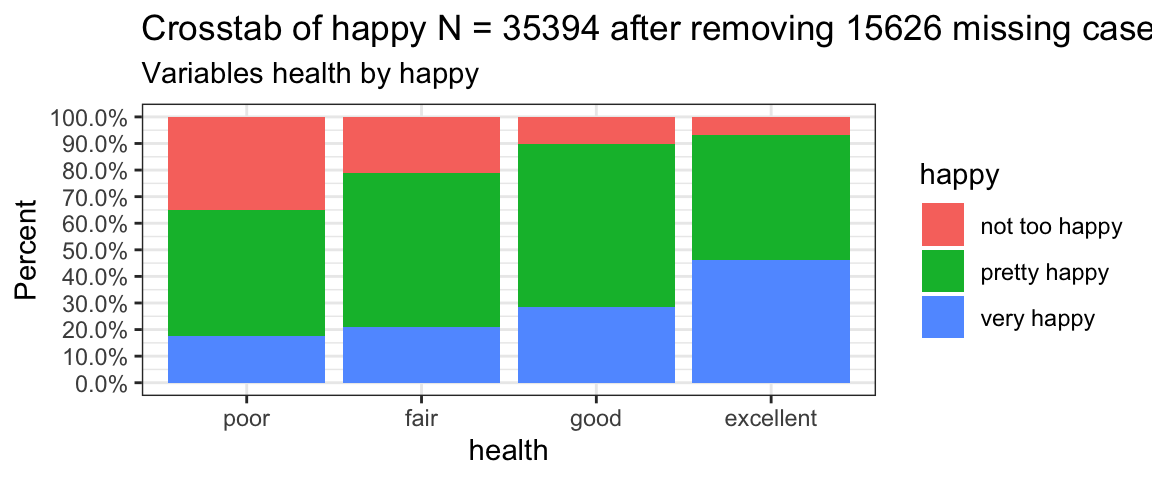 Crosstab of happy N = 35394 after removing 15626 missing case
Variables health by happy
Percent
100.0%
90.0%
80.0%
70.0%
60.0%
50.0%
40.0%
30.0%
20.0%
10.0%
0.0%
poor fair good excellent
health
happy
not too happy
pretty happy
very happy